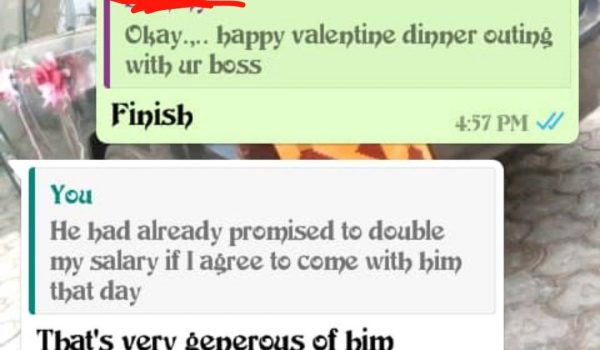 Okay.,.. happy valentine dinner outing
with ur boss
Finish
4:57 PM
You
He had already promised to double
my salary if I agree to come with him
that day
That's very generous of him